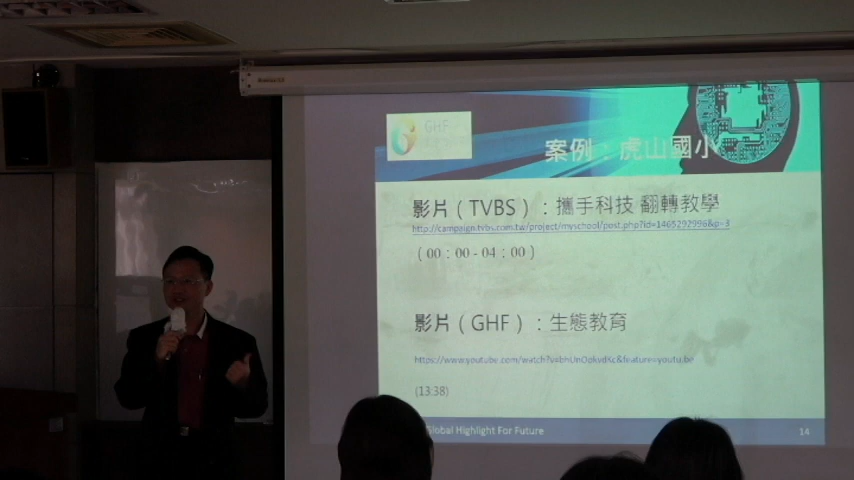 GHF
案例：虎山國小
影片（TVBS）：攜手科技 翻轉教學
http://campaign.tvbs.com.tw/project/myschool/post.php?id=1465292996&p=3
（00：00 - 04：00）
影片（GHF）：生態教育
(13:38)
Global Highlight For Future
14